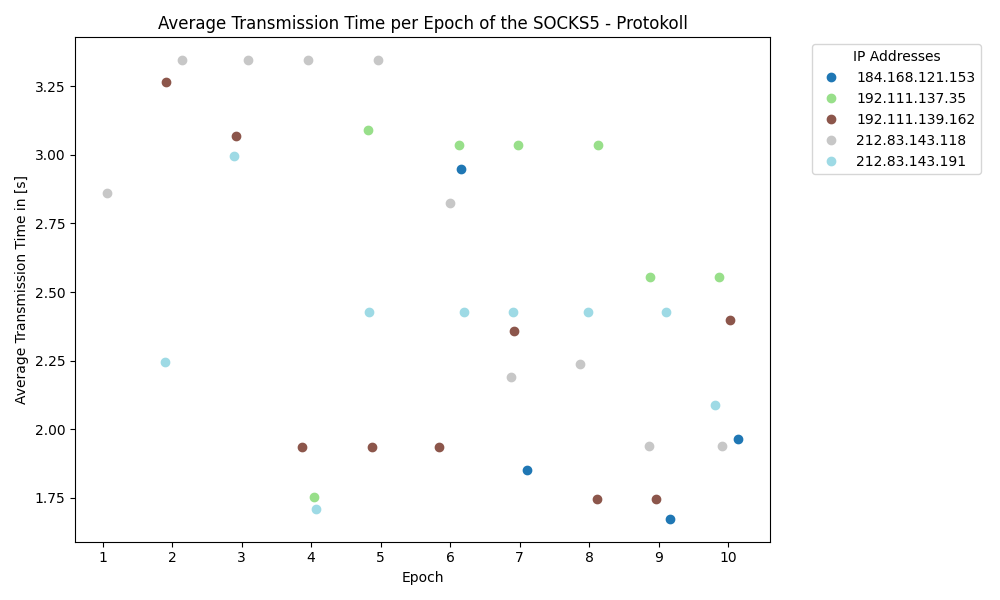 Average Transmission Time per Epoch of the SOCKS5 - Protokoll
IP Addresses
184.168.121.153
192.111.137.35
192.111.139.162
212.83.143.118
212.83.143.191
Average Transmission Time in [s]
3.25
3.00
2.75
2.50
2.25
2.00
1.75
1 2 3 4 5 6 7 8 9 10
Epoch